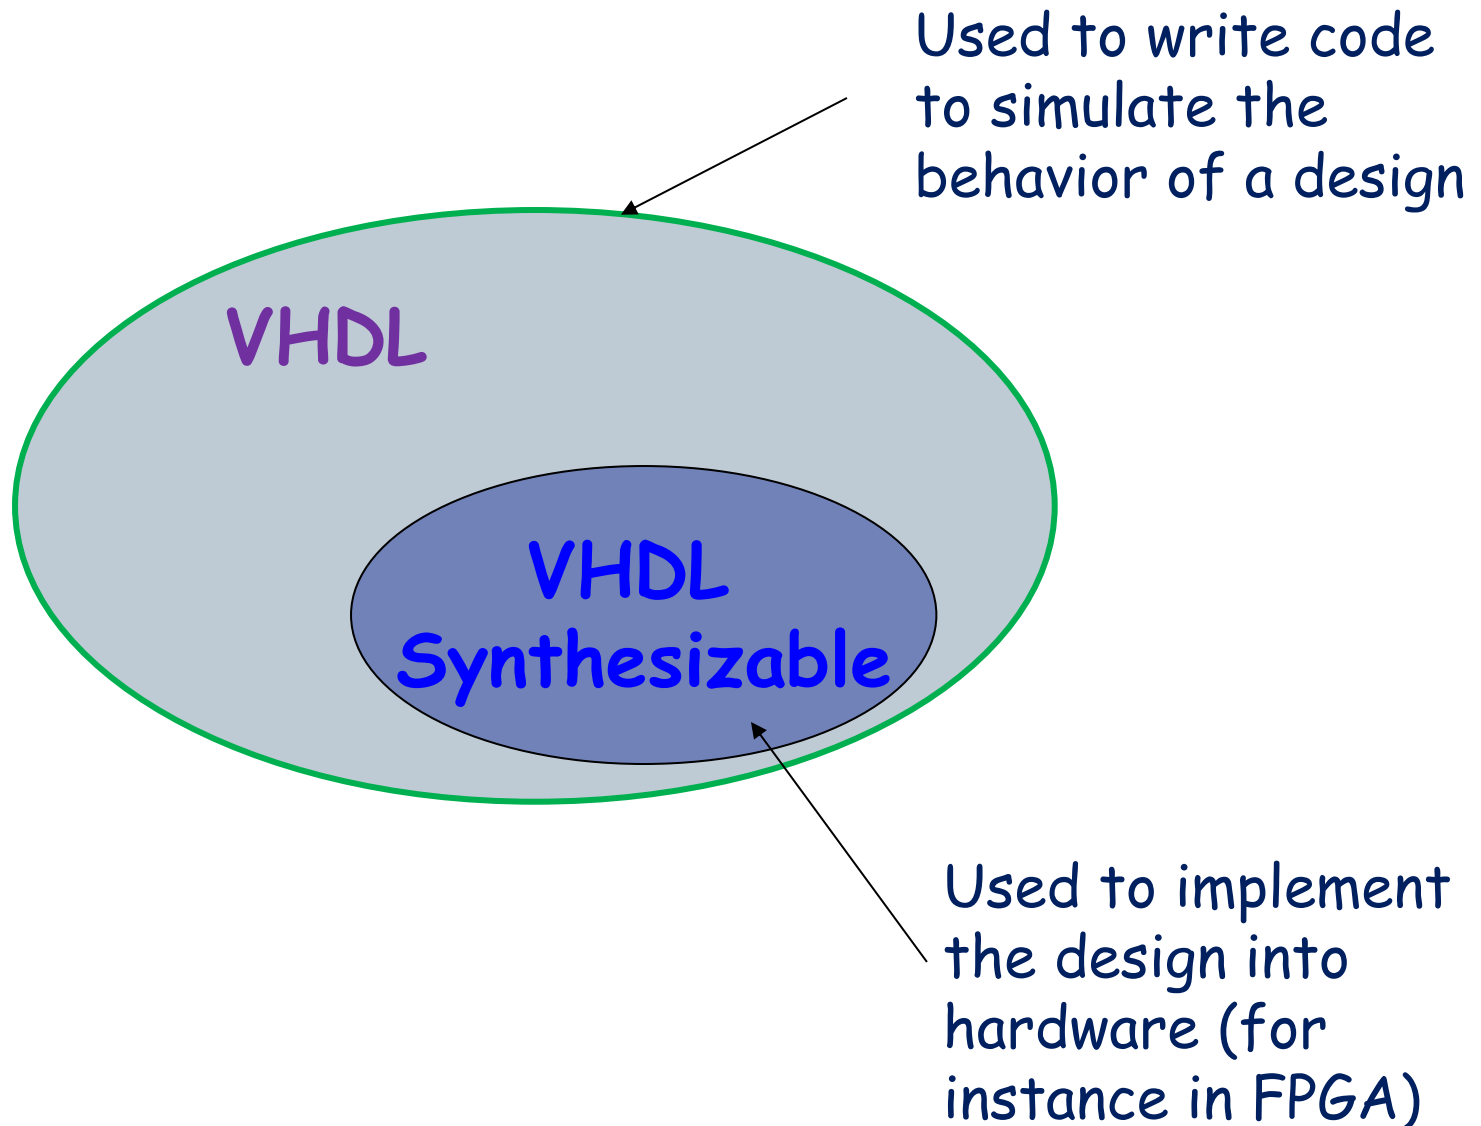 Used to write code
to simulate the
behavior of a design
VHDL
VHDL
Synthesizable
Used to implement
the design into
hardware (for
instance in FPGA)